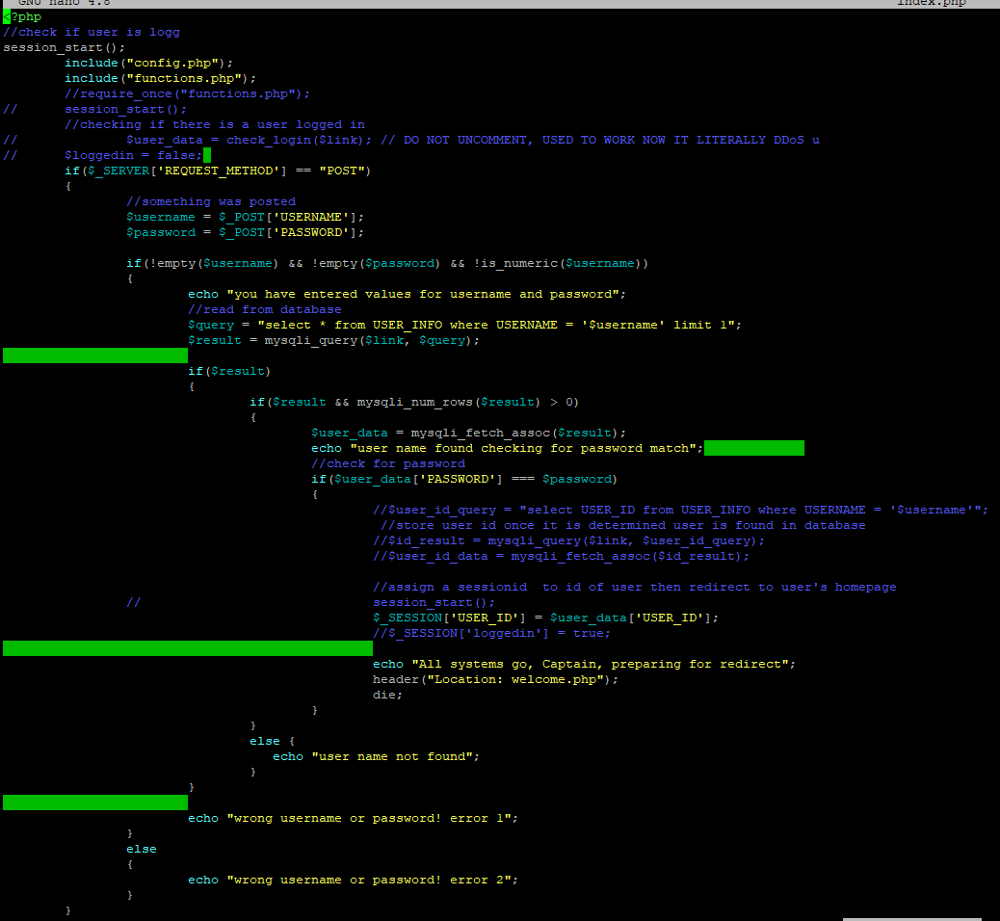 GNU nano 4.8 index.php
<?php
//check if user is logg
session_start();
include("config.php");
include("functions.php");
//require_once("functions.php");
// session_start();
//checking if there is a user logged in
// $user_data = check_login($link); // DO NOT UNCOMMENT, USED TO WORK NOW IT LITERALLY DDoS u
// $loggedin = false;
if($_SERVER['REQUEST_METHOD'] == "POST")
{
//something was posted
$username = $_POST['USERNAME'];
$password = $_POST['PASSWORD'];
if(!empty($username) && !empty($password) && !is_numeric($username))
{
echo "you have entered values for username and password";
//read from database
$query = "select * from USER_INFO where USERNAME = '$username' limit 1";
$result = mysqli_query($link, $query);
if($result)
{
if($result && mysqli_num_rows($result) > 0)
{
$user_data = mysqli_fetch_assoc($result);
echo "user name found checking for password match";
//check for password
if($user_data['PASSWORD'] === $password)
{
//$user_id_query = "select USER_ID from USER_INFO where USERNAME = '$username'";
//store user id once it is determined user is found in database
//$id_result = mysqli_query($link, $user_id_query);
//$user_id_data = mysqli_fetch_assoc($id_result);
//assign a sessionid  to id of user then redirect to user's homepage
// session_start();
$_SESSION['USER_ID'] = $user_data['USER_ID'];
//$_SESSION['loggedin'] = true;
echo "All systems go, Captain, preparing for redirect";
header("Location: welcome.php");
die;
}
}
else {
echo "user name not found";
}
}
echo "wrong username or password! error 1";
}
else
{
echo "wrong username or password! error 2";
}
}